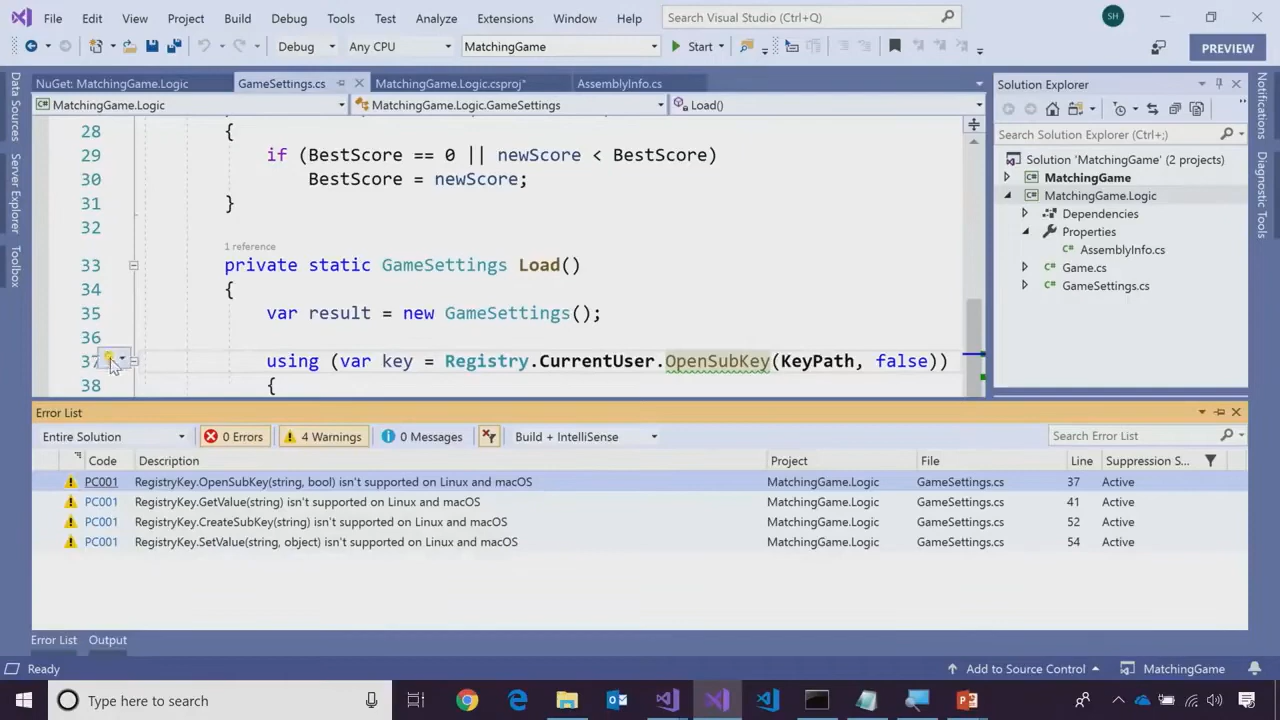 File Edit View Project Build Debug Tools Test Analyze Extensions Window Help Search Visual Studio (Ctrl+Q) SH
Debug Any CPU MatchingGame Start PREVIEW
NuGet: MatchingGame.Logic GameSettings.cs MatchingGame.Logic.csproj* AssemblyInfo.cs
MatchingGame.Logic MatchingGame.Logic.GameSettings Load()
Data Sources
Server Explorer
Toolbox
28 {
29 if (BestScore == 0 || newScore < BestScore)
30 BestScore = newScore;
31 }
32
1 reference
33 private static GameSettings Load()
34 {
35 var result = new GameSettings();
36
37 using (var key = Registry.CurrentUser.OpenSubKey(KeyPath, false))
38 {
Solution Explorer
Search Solution Explorer (Ctrl+;)
Solution 'MatchingGame' (2 projects)
MatchingGame
MatchingGame.Logic
Dependencies
Properties
AssemblyInfo.cs
Game.cs
GameSettings.cs
Notifications
Diagnostic Tools
Error List
Entire Solution 0 Errors 4 Warnings 0 Messages Build + IntelliSense Search Error List
Code Description Project File Line Suppression S...
PC001 RegistryKey.OpenSubKey(string, bool) isn't supported on Linux and macOS MatchingGame.Logic GameSettings.cs 37 Active
PC001 RegistryKey.GetValue(string) isn't supported on Linux and macOS MatchingGame.Logic GameSettings.cs 41 Active
PC001 RegistryKey.CreateSubKey(string) isn't supported on Linux and macOS MatchingGame.Logic GameSettings.cs 52 Active
PC001 RegistryKey.SetValue(string, object) isn't supported on Linux and macOS MatchingGame.Logic GameSettings.cs 54 Active
Error List Output
Ready Add to Source Control MatchingGame
Type here to search